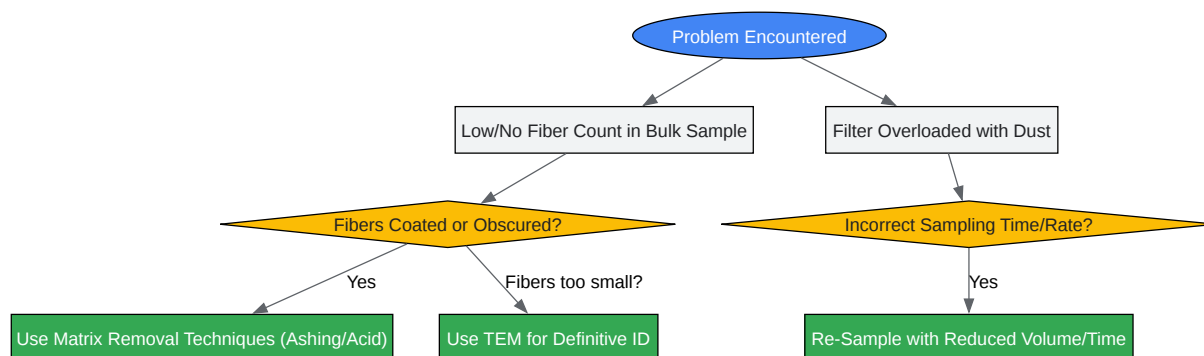 Problem Encountered
Low/No Fiber Count in Bulk Sample
Filter Overloaded with Dust
Fibers Coated or Obscured?
Incorrect Sampling Time/Rate?
Yes
Fibers too small?
Yes
Use Matrix Removal Techniques (Ashing/Acid)
Use TEM for Definitive ID
Re-Sample with Reduced Volume/Time